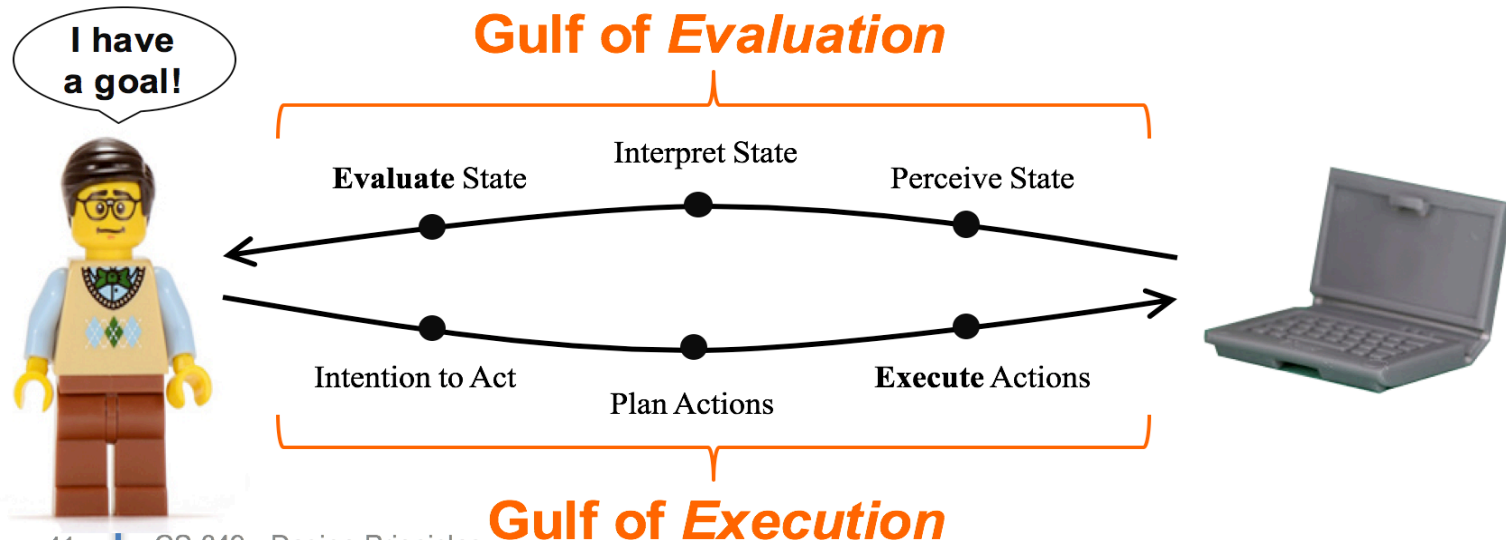 I have
a goal!
Gulf of Evaluation
Evaluate State
Interpret State
Perceive State
Intention to Act
Plan Actions
Execute Actions
Gulf of Execution